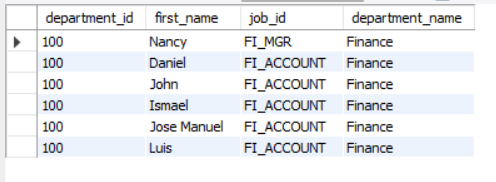 department_id first_name job_id department_name
100 Nancy FI_MGR Finance
100 Daniel FI_ACCOUNT Finance
100 John FI_ACCOUNT Finance
100 Ismael FI_ACCOUNT Finance
100 Jose Manuel FI_ACCOUNT Finance
100 Luis FI_ACCOUNT Finance